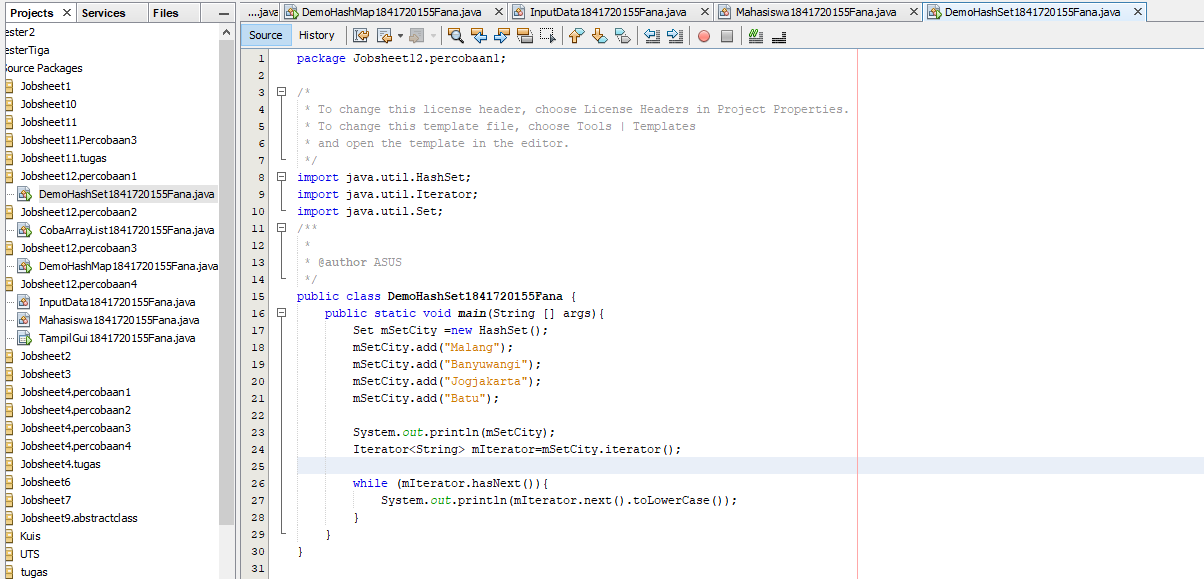 Projects × Services Files
ester2
esterTiga
Source Packages
Jobsheet1
Jobsheet10
Jobsheet11
Jobsheet11.Percobaan3
Jobsheet11.tugas
Jobsheet12.percobaan1
DemoHashSet1841720155Fana.java
Jobsheet12.percobaan2
CobaArrayList1841720155Fana.java
Jobsheet12.percobaan3
DemoHashMap1841720155Fana.java
Jobsheet12.percobaan4
InputData1841720155Fana.java
Mahasiswa1841720155Fana.java
TampilGui1841720155Fana.java
Jobsheet2
Jobsheet3
Jobsheet4.percobaan1
Jobsheet4.percobaan2
Jobsheet4.percobaan3
Jobsheet4.percobaan4
Jobsheet4.tugas
Jobsheet6
Jobsheet7
Jobsheet9.abstractclass
Kuis
UTS
tugas
....java DemoHashMap1841720155Fana.java × InputData1841720155Fana.java × Mahasiswa1841720155Fana.java × DemoHashSet1841720155Fana.java ×
Source History
1 package Jobsheet12.percobaan1;
2
3 /*
4 * To change this license header, choose License Headers in Project Properties.
5 * To change this template file, choose Tools | Templates
6 * and open the template in the editor.
7 */
8 import java.util.HashSet;
9 import java.util.Iterator;
10 import java.util.Set;
11 /**
12 *
13 * @author ASUS
14 */
15 public class DemoHashSet1841720155Fana {
16 public static void main(String [] args){
17 Set mSetCity =new HashSet();
18 mSetCity.add("Malang");
19 mSetCity.add("Banyuwangi");
20 mSetCity.add("Jogjakarta");
21 mSetCity.add("Batu");
22
23 System.out.println(mSetCity);
24 Iterator<String> mIterator=mSetCity.iterator();
25
26 while (mIterator.hasNext()){
27 System.out.println(mIterator.next().toLowerCase());
28 }
29 }
30 }
31